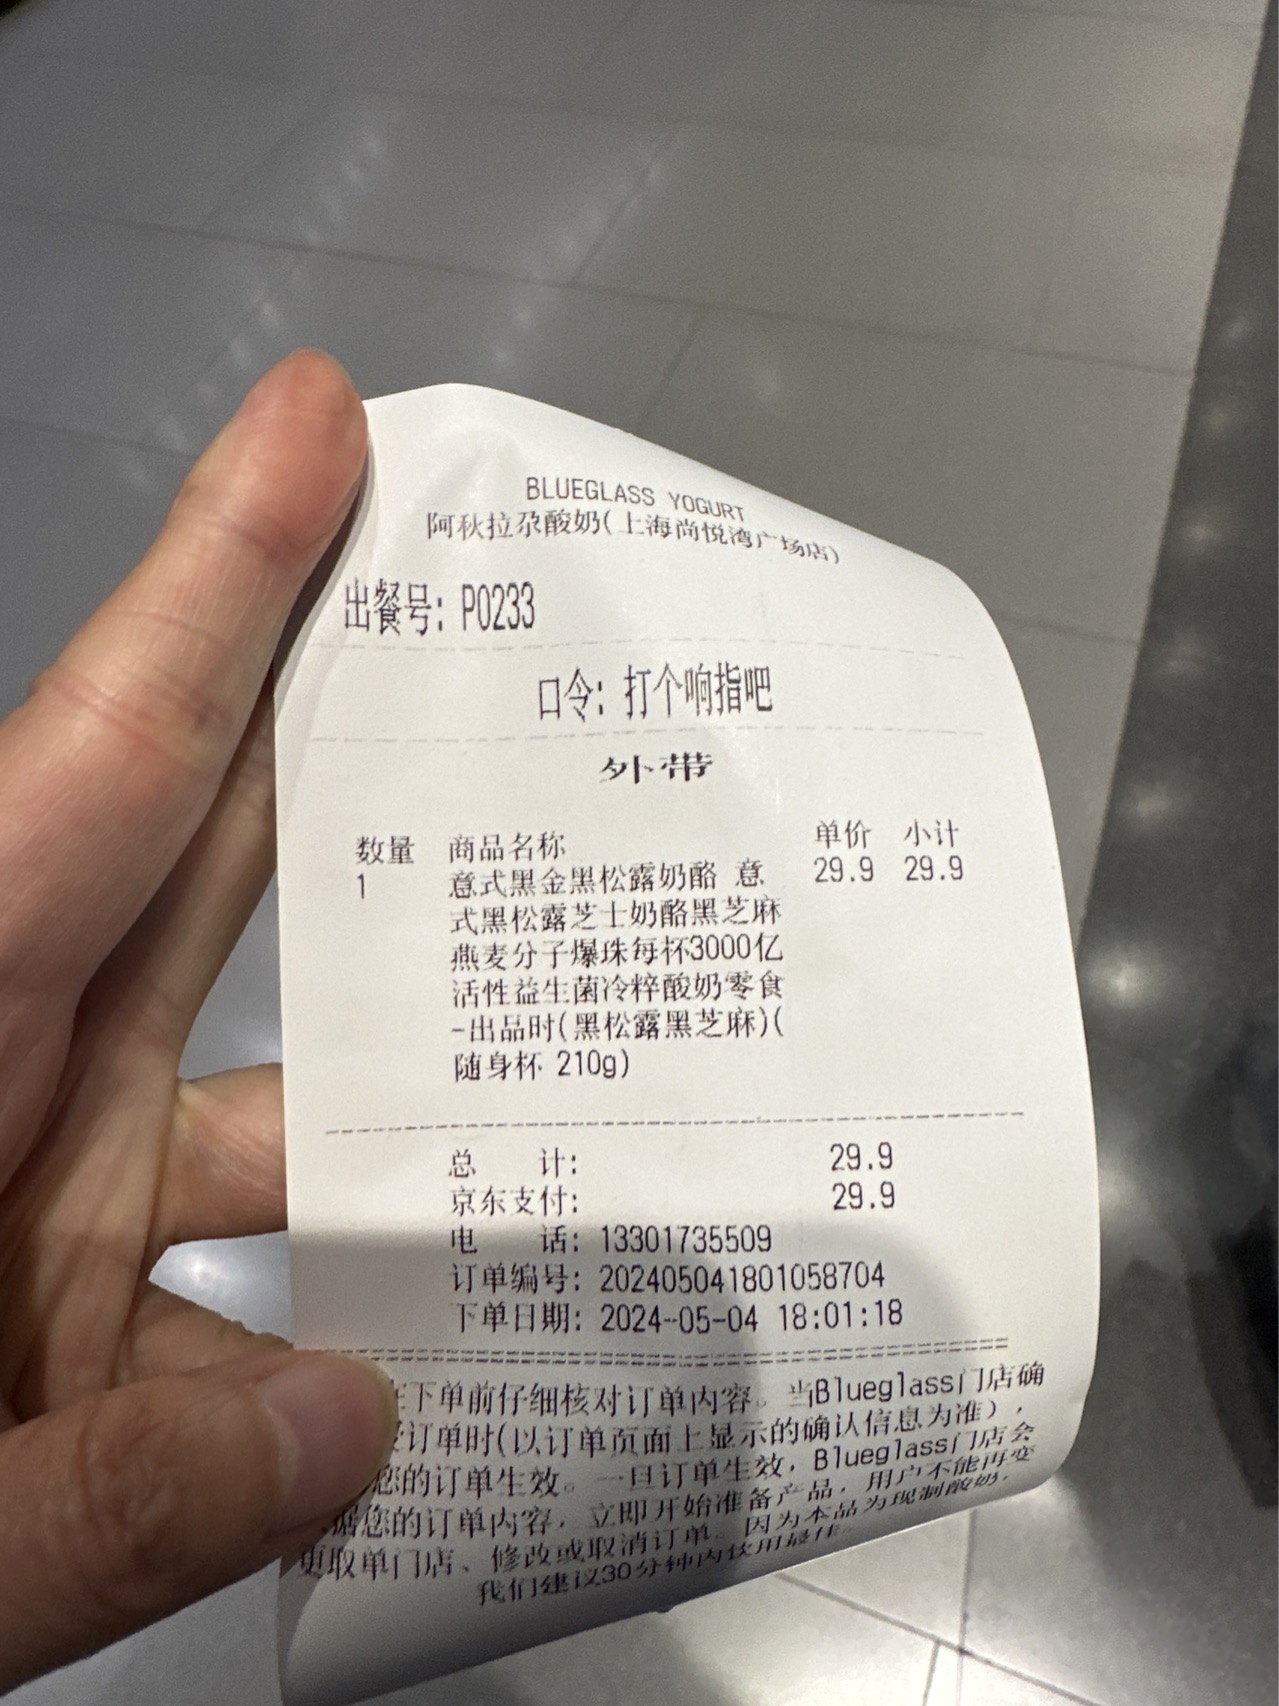 BLUEGLASS YOGURT
阿秋拉尕酸奶(上海尚悦湾广场店)
出餐号: P0233
口令: 打个响指吧
外带
数量 商品名称 单价 小计
1 意式黑金黑松露奶酪 意 29.9 29.9
式黑松露芝士奶酪黑芝麻
燕麦分子爆珠每杯3000亿
活性益生菌冷粹酸奶零食
-出品时(黑松露黑芝麻)(
随身杯 210g)
总 计: 29.9
京东支付: 29.9
电 话: 13301735509
订单编号: 202405041801058704
下单日期: 2024-05-04 18:01:18
下单前仔细核对订单内容。当Blueglass门店确
订单时(以订单页面上显示的确认信息为准),
您的订单生效。一旦订单生效, Blueglass门店会
据您的订单内容, 立即开始准备产品, 用户不能再变
更取单门店、修改或取消订单。因为本品为现制酸奶,
我们建议30分钟内饮用最佳